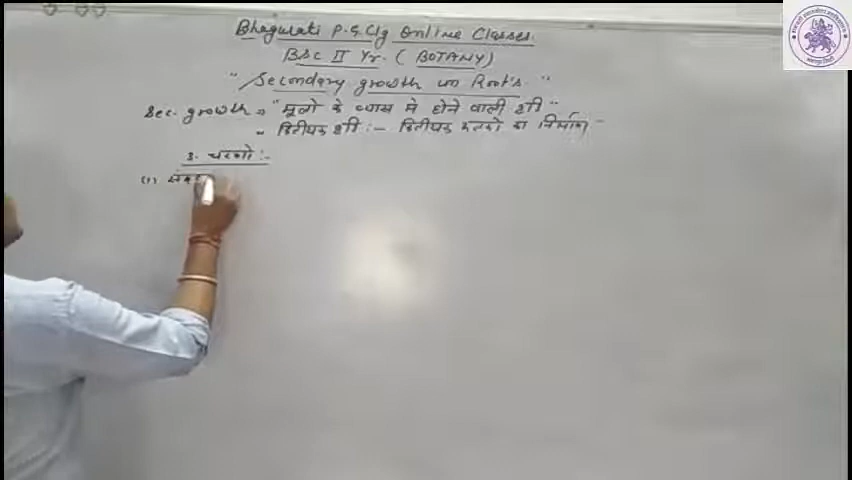 Bhagwati P.G. Clg Online Classes.
BSC II Yr. ( BOTANY)
"Secondary growth in Root's."
Sec. growth ⇒ "मूलो के व्यास मे होने वाली
" द्वितीयक :- द्वितीयक ऊतको का निर्माण -
3. चरणो :-
(1)